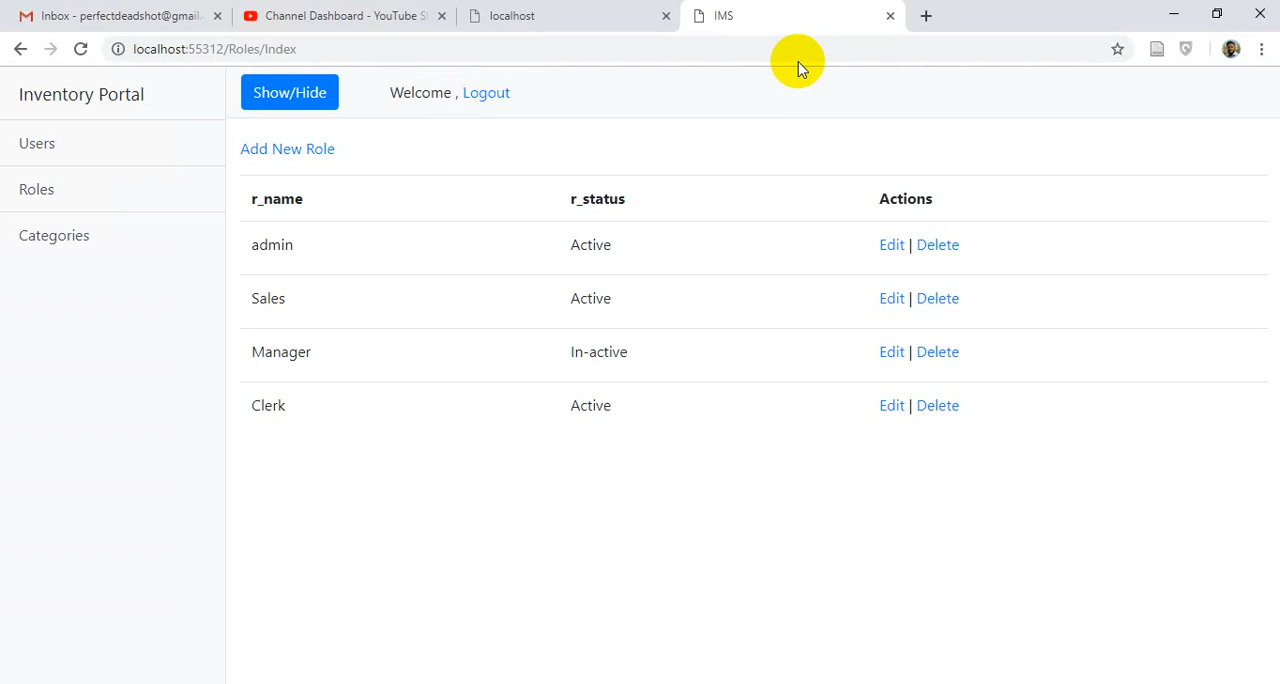 Inbox - perfectdeadshot@gmail.
Channel Dashboard - YouTube S
localhost
IMS
localhost:55312/Roles/Index
Inventory Portal
Show/Hide
Welcome , Logout
Users
Roles
Categories
Add New Role
r_name r_status Actions
admin Active Edit | Delete
Sales Active Edit | Delete
Manager In-active Edit | Delete
Clerk Active Edit | Delete